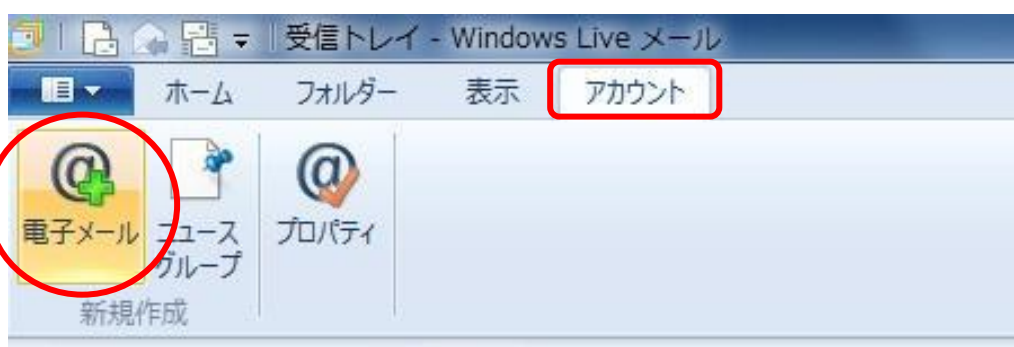 受信トレイ - Windows Live メール
ホーム フォルダー 表示 アカウント
電子メール
ニュース
グループ
プロパティ
新規作成